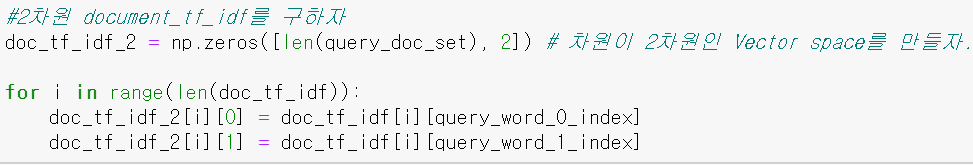 #2차원 document_tf_idf를 구하자
doc_tf_idf_2 = np.zeros([len(query_doc_set), 2]) # 차원이 2차원인 Vector space를 만들자.
for i in range(len(doc_tf_idf)):
    doc_tf_idf_2[i][0] = doc_tf_idf[i][query_word_0_index]
    doc_tf_idf_2[i][1] = doc_tf_idf[i][query_word_1_index]